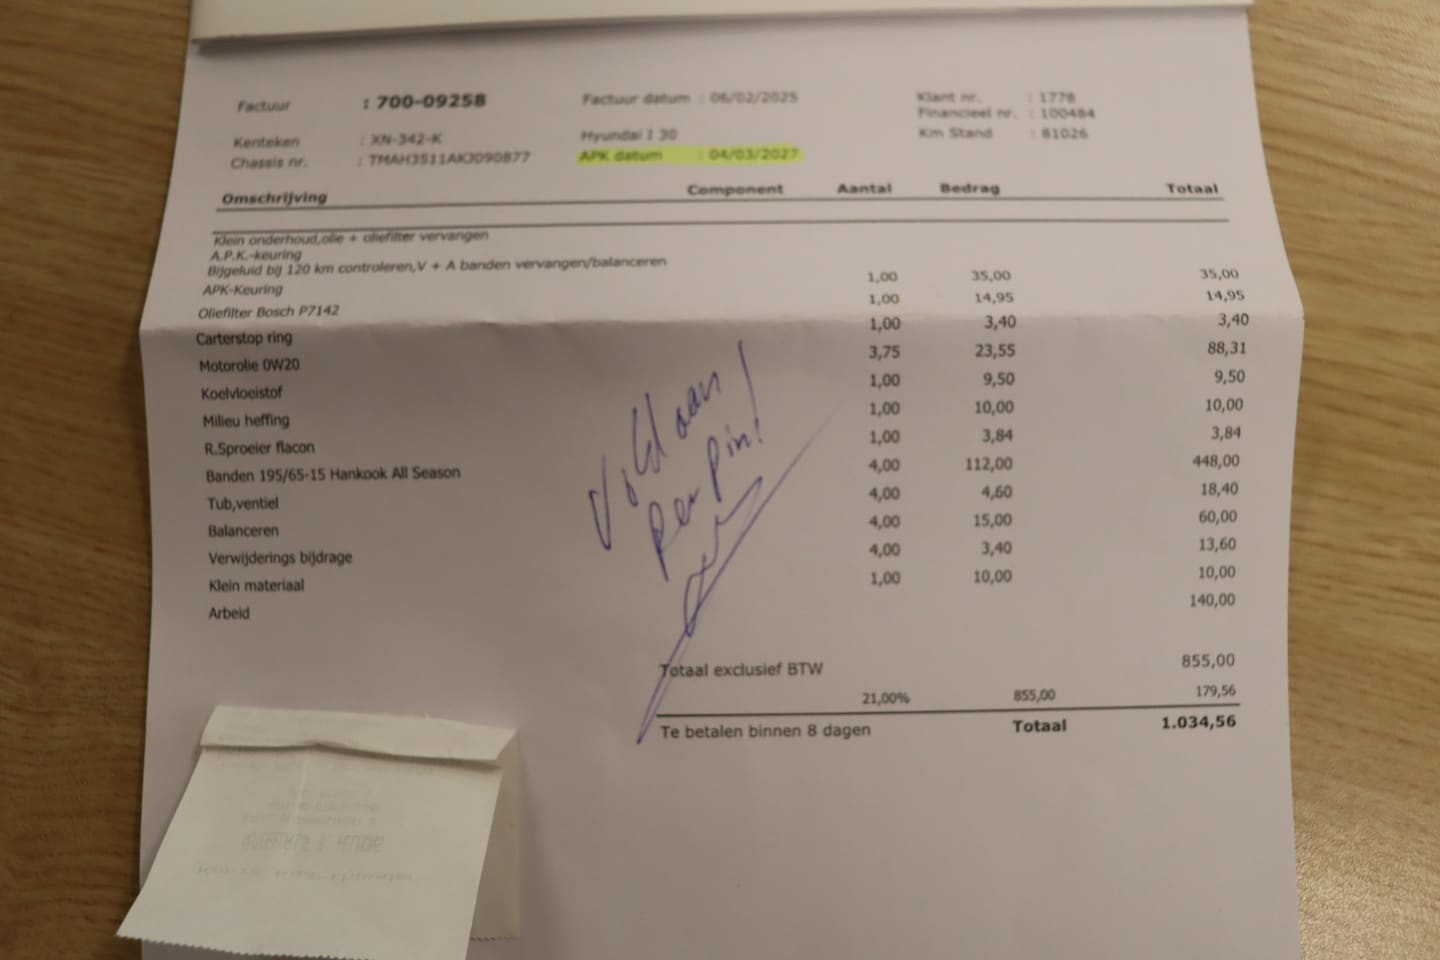 Factuur : 700-09258 Factuur datum : 06/02/2025 Klant nr. : 1778
Financieel nr. : 100484
Kenteken : XN-342-K Hyundai I 30 Km Stand : 81026
Chassis nr. : TMAH3511AKJ090877 APK datum : 04/03/2027
Omschrijving Component Aantal Bedrag Totaal
Klein onderhoud,olie + oliefilter vervangen
A.P.K.-keuring
Bijgeluid bij 120 km controleren,V + A banden vervangen/balanceren
APK-Keuring 1,00 35,00 35,00
Oliefilter Bosch P7142 1,00 14,95 14,95
Carterstop ring 1,00 3,40 3,40
Motorolie 0W20 3,75 23,55 88,31
Koelvloeistof 1,00 9,50 9,50
Milieu heffing 1,00 10,00 10,00
R.Sproeier flacon 1,00 3,84 3,84
Banden 195/65-15 Hankook All Season 4,00 112,00 448,00
Tub,ventiel 4,00 4,60 18,40
Balanceren 4,00 15,00 60,00
Verwijderings bijdrage 4,00 3,40 13,60
Klein materiaal 1,00 10,00 10,00
Arbeid 140,00
Voldaan
per pin!
Totaal exclusief BTW 855,00
21,00% 855,00 179,56
Te betalen binnen 8 dagen Totaal 1.034,56